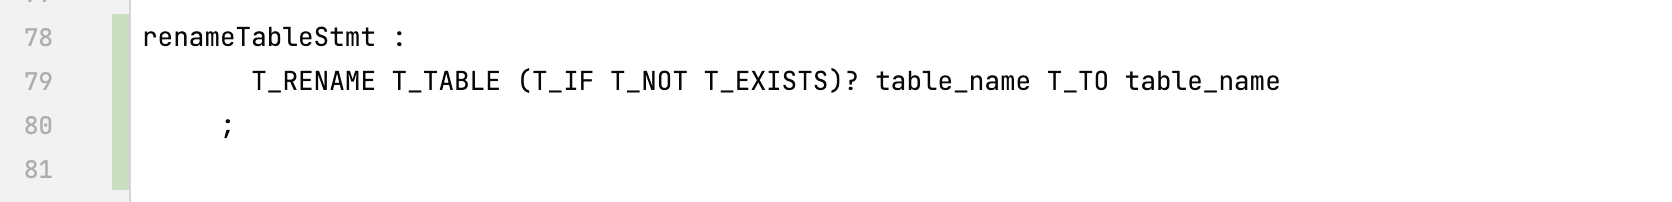 78 renameTableStmt :
79 T_RENAME T_TABLE (T_IF T_NOT T_EXISTS)? table_name T_TO table_name
80 ;
81